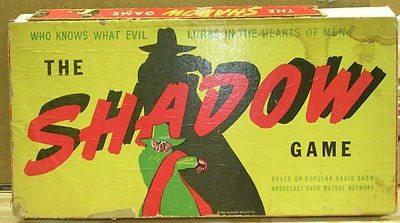 THE SHADOW GAME
WHO KNOWS WHAT EVIL LURKS IN THE HEARTS OF MEN?
THE
SHADOW
GAME
BASED ON POPULAR RADIO SHOW
BROADCAST OVER MUTUAL NETWORK